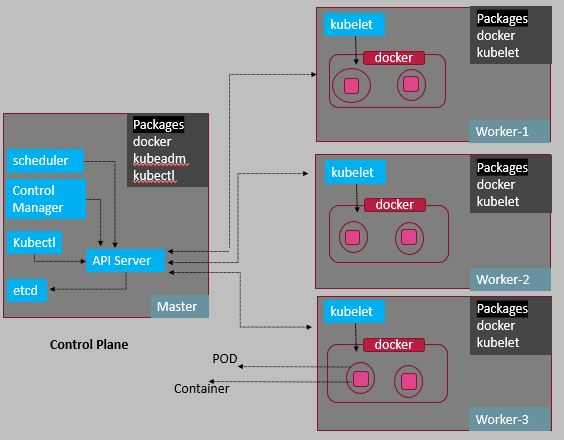 Packages
docker
kubeadm
kubectl
scheduler
Control
Manager
Kubectl
API Server
etcd
Master
Control Plane
kubelet
docker
Packages
docker
kubelet
Worker-1
kubelet
docker
Packages
docker
kubelet
Worker-2
kubelet
docker
Packages
docker
kubelet
Worker-3
POD
Container